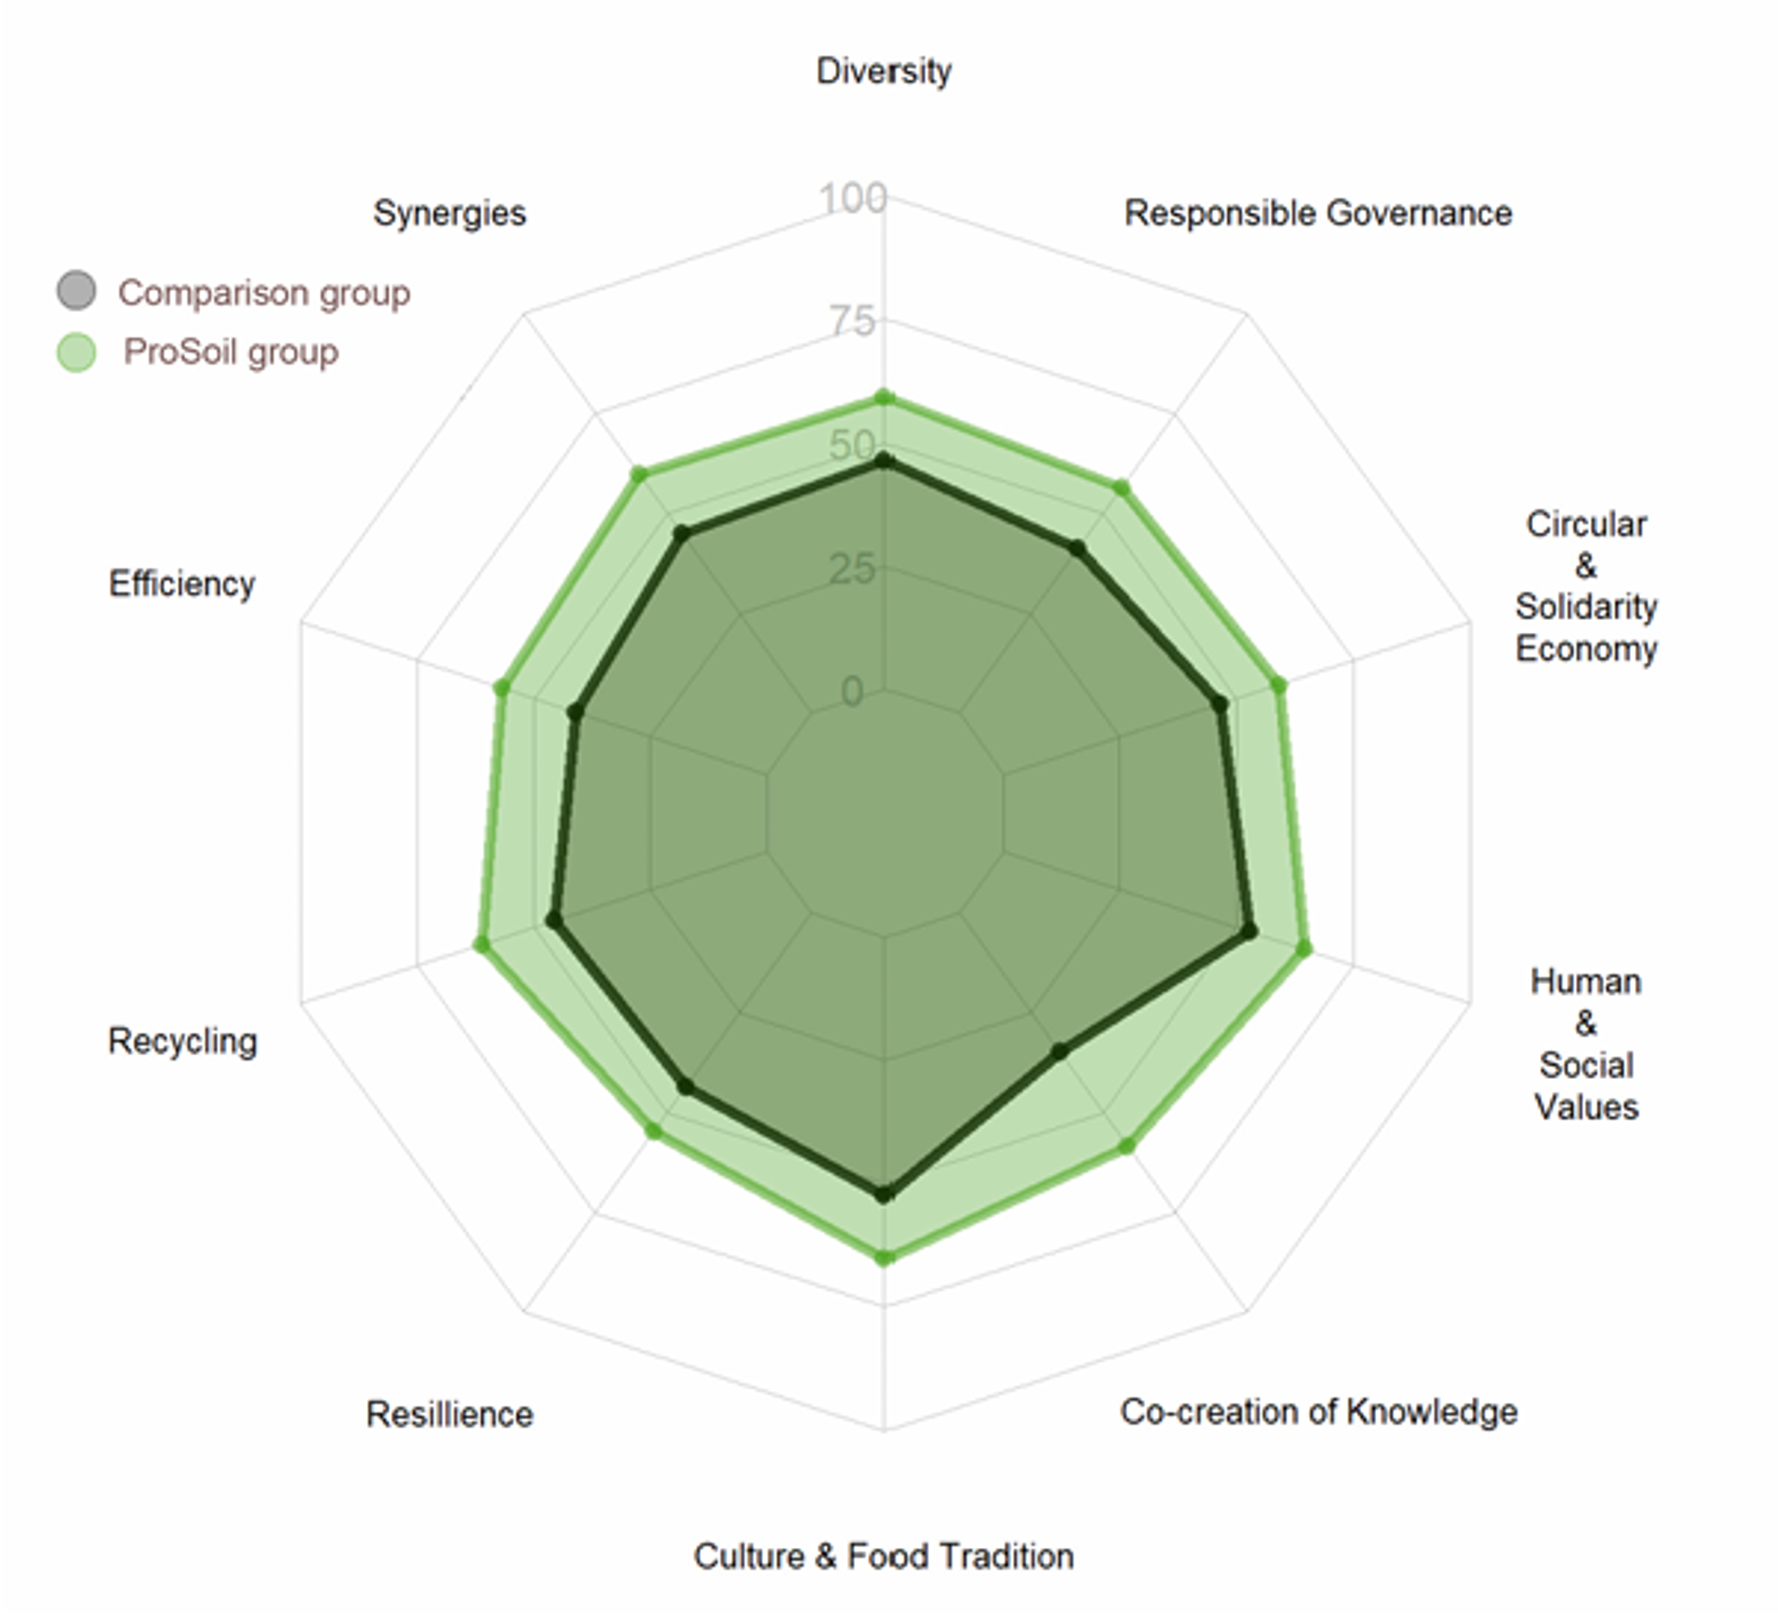 Diversity
Synergies
Responsible Governance
Comparison group
ProSoil group
100
75
50
25
0
Circular
&
Solidarity
Economy
Efficiency
Human
&
Social
Values
Recycling
Resillience
Co-creation of Knowledge
Culture & Food Tradition